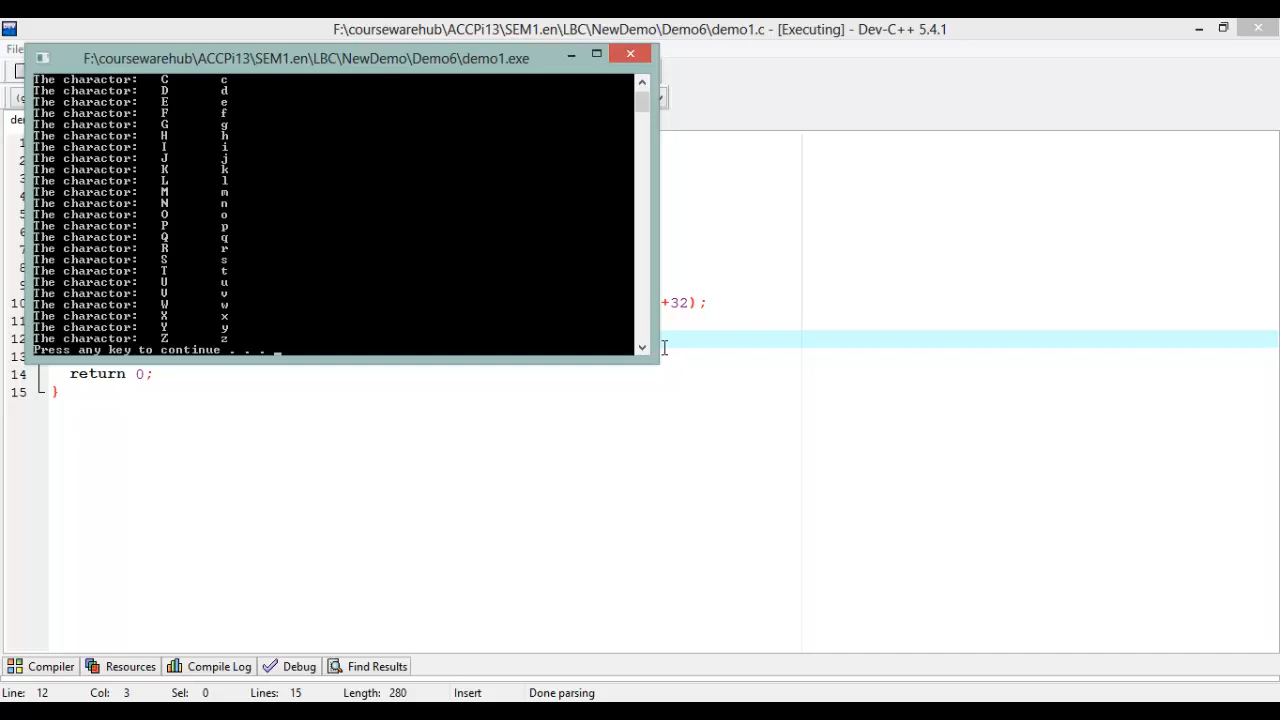 F:\coursewarehub\ACCPi13\SEM1.en\LBC\NewDemo\Demo6\demo1.c - [Executing] - Dev-C++ 5.4.1
File
F:\coursewarehub\ACCPi13\SEM1.en\LBC\NewDemo\Demo6\demo1.exe
The charactor: C c
The charactor: D d
The charactor: E e
The charactor: F f
The charactor: G g
The charactor: H h
The charactor: I i
The charactor: J j
The charactor: K k
The charactor: L l
The charactor: M m
The charactor: N n
The charactor: O o
The charactor: P p
The charactor: Q q
The charactor: R r
The charactor: S s
The charactor: T t
The charactor: U u
The charactor: V v
The charactor: W w
The charactor: X x
The charactor: Y y
The charactor: Z z
Press any key to continue . . . _
10 +32);
11
12
13
14 return 0;
15 }
Compiler Resources Compile Log Debug Find Results
Line: 12 Col: 3 Sel: 0 Lines: 15 Length: 280 Insert Done parsing